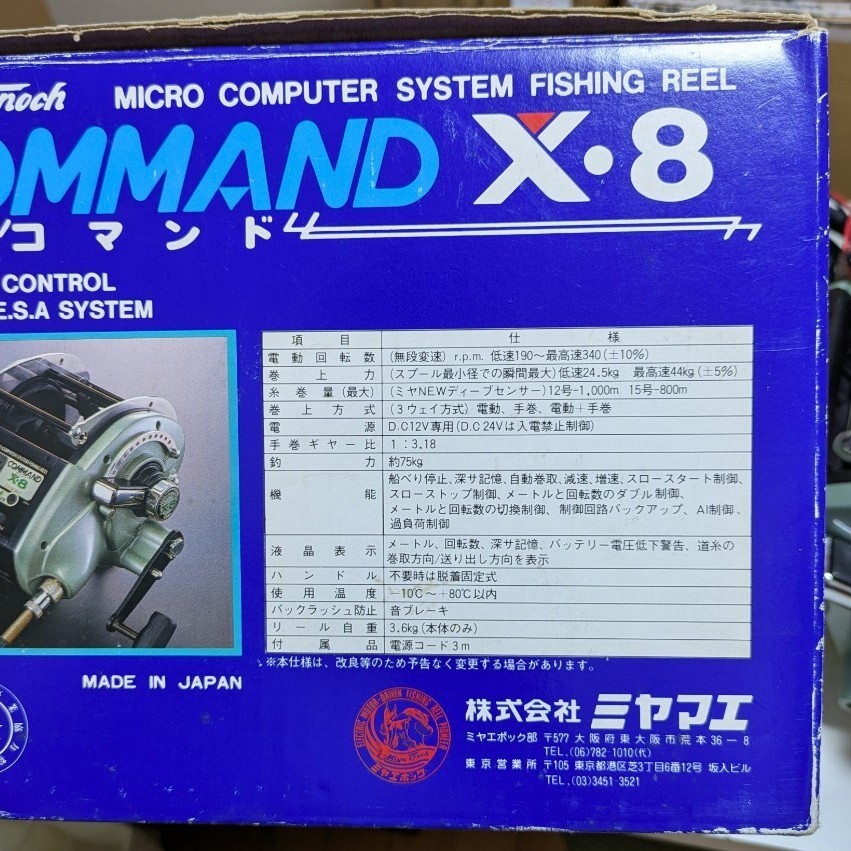 MICRO COMPUTER SYSTEM FISHING REEL
OMMAND X・8
コマンド
CONTROL
E.S.A SYSTEM
COMMAND
X・8
項目 仕様
電動回転数 (無段変速) r.p.m. 低速190〜最高速340(±10%)
巻上力 (スプール最小径での瞬間最大)低速24.5kg 最高速44kg(±5%)
糸巻量(最大) (ミヤNEWディープセンサー)12号-1,000m 15号-800m
巻上方式 (3ウェイ方式) 電動、手巻、電動+手巻
電源 D.C12V専用(D.C24Vは入電禁止制御)
手巻ギヤー比 1:3.18
釣力 約75kg
機能 船べり停止、深サ記憶、自動巻取、減速、増速、スロースタート制御、
スローストップ制御、メートルと回転数のダブル制御、
メートルと回転数の切換制御、制御回路バックアップ、AI制御、
過負荷制御
液晶表示 メートル、回転数、深サ記憶、バッテリー電圧低下警告、道糸の
巻取方向/送り出し方向を表示
ハンドル 不要時は脱着固定式
使用温度 -10℃〜+80℃以内
バックラッシュ防止 音ブレーキ
リール自重 3.6kg(本体のみ)
付属品 電源コード3m
※本仕様は、改良等のため予告なく変更する場合があります。
MADE IN JAPAN
ELECTRIC MOTOR-DRIVEN FISHING REEL PIONEER
ミヤエポック
株式会社 ミヤマエ
ミヤエポック部 〒577 大阪府東大阪市荒本36-8
TEL.(06)782-1010(代)
東京営業所 〒105 東京都港区芝3丁目6番12号 坂入ビル
TEL.(03)3451-3521